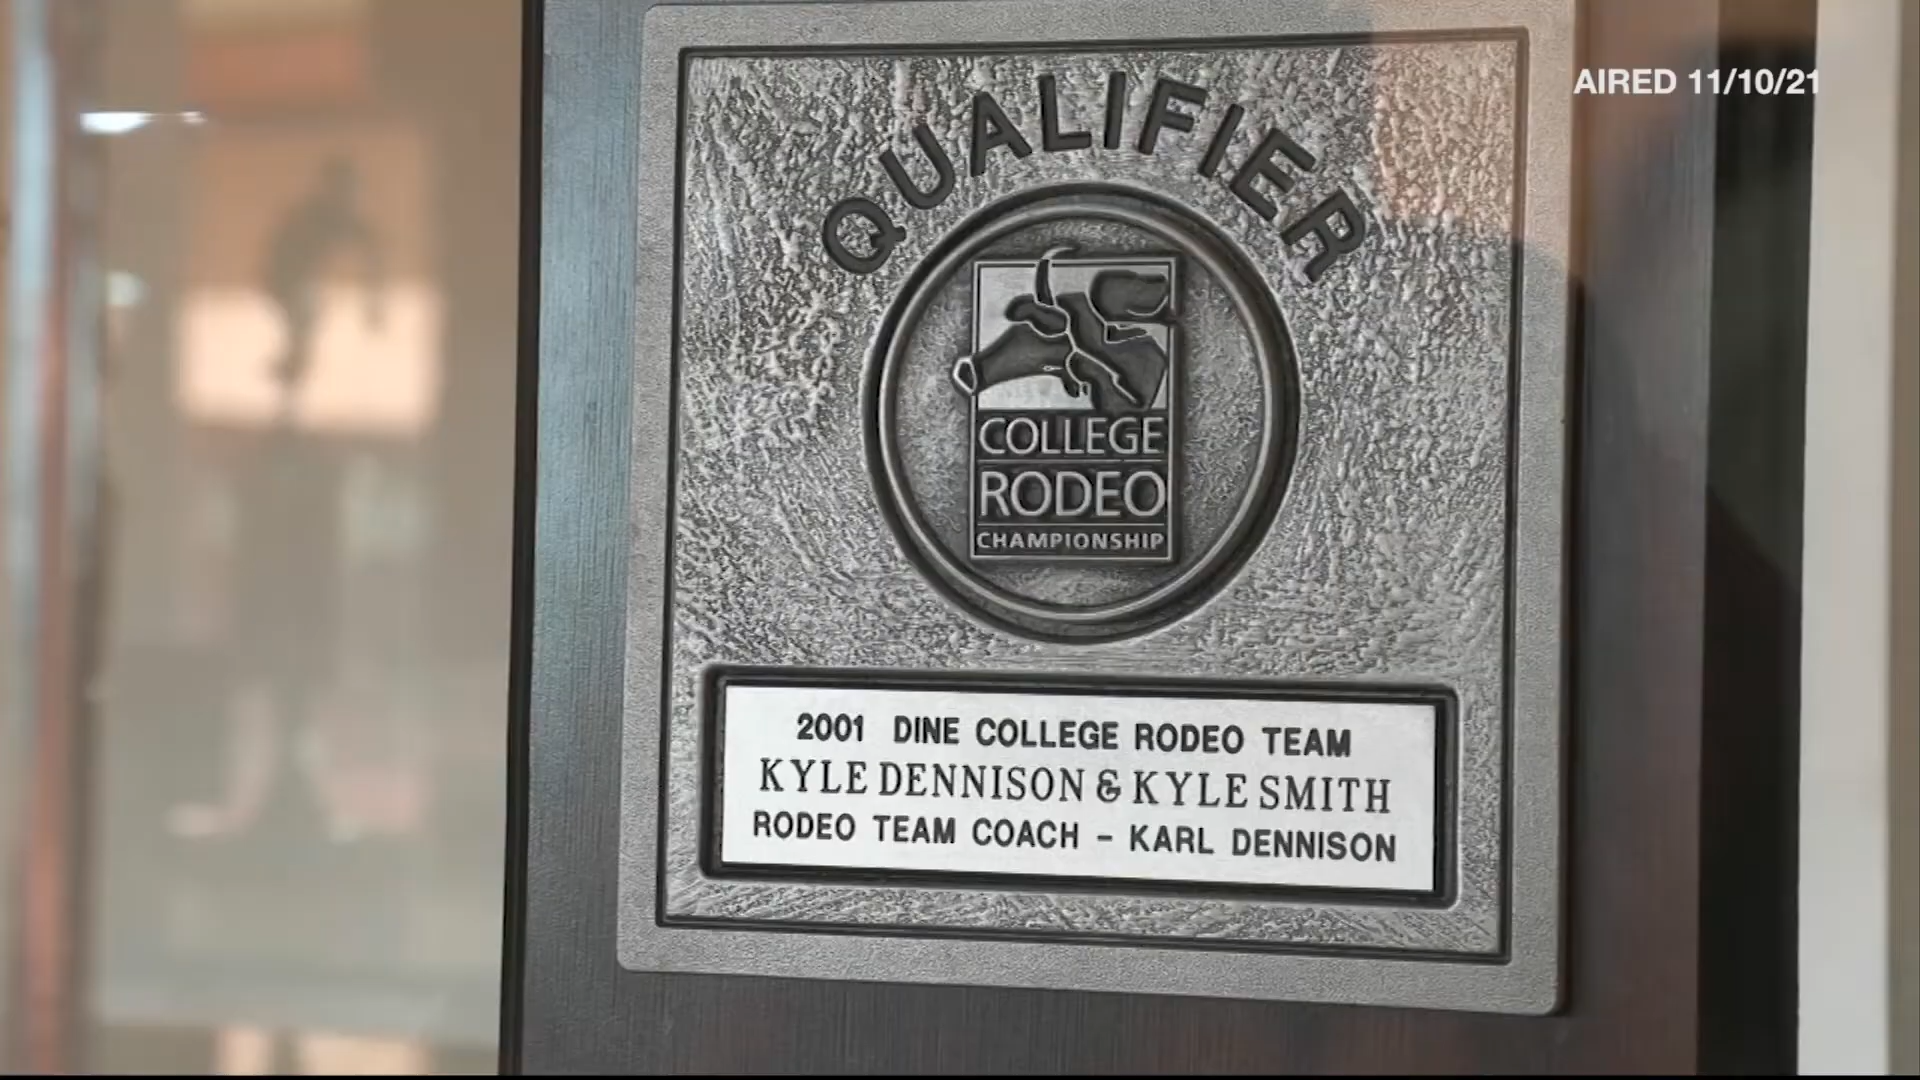 AIRED 11/10/21
QUALIFIER
COLLEGE
RODEO
CHAMPIONSHIP
2001 DINE COLLEGE RODEO TEAM
KYLE DENNISON & KYLE SMITH
RODEO TEAM COACH – KARL DENNISON